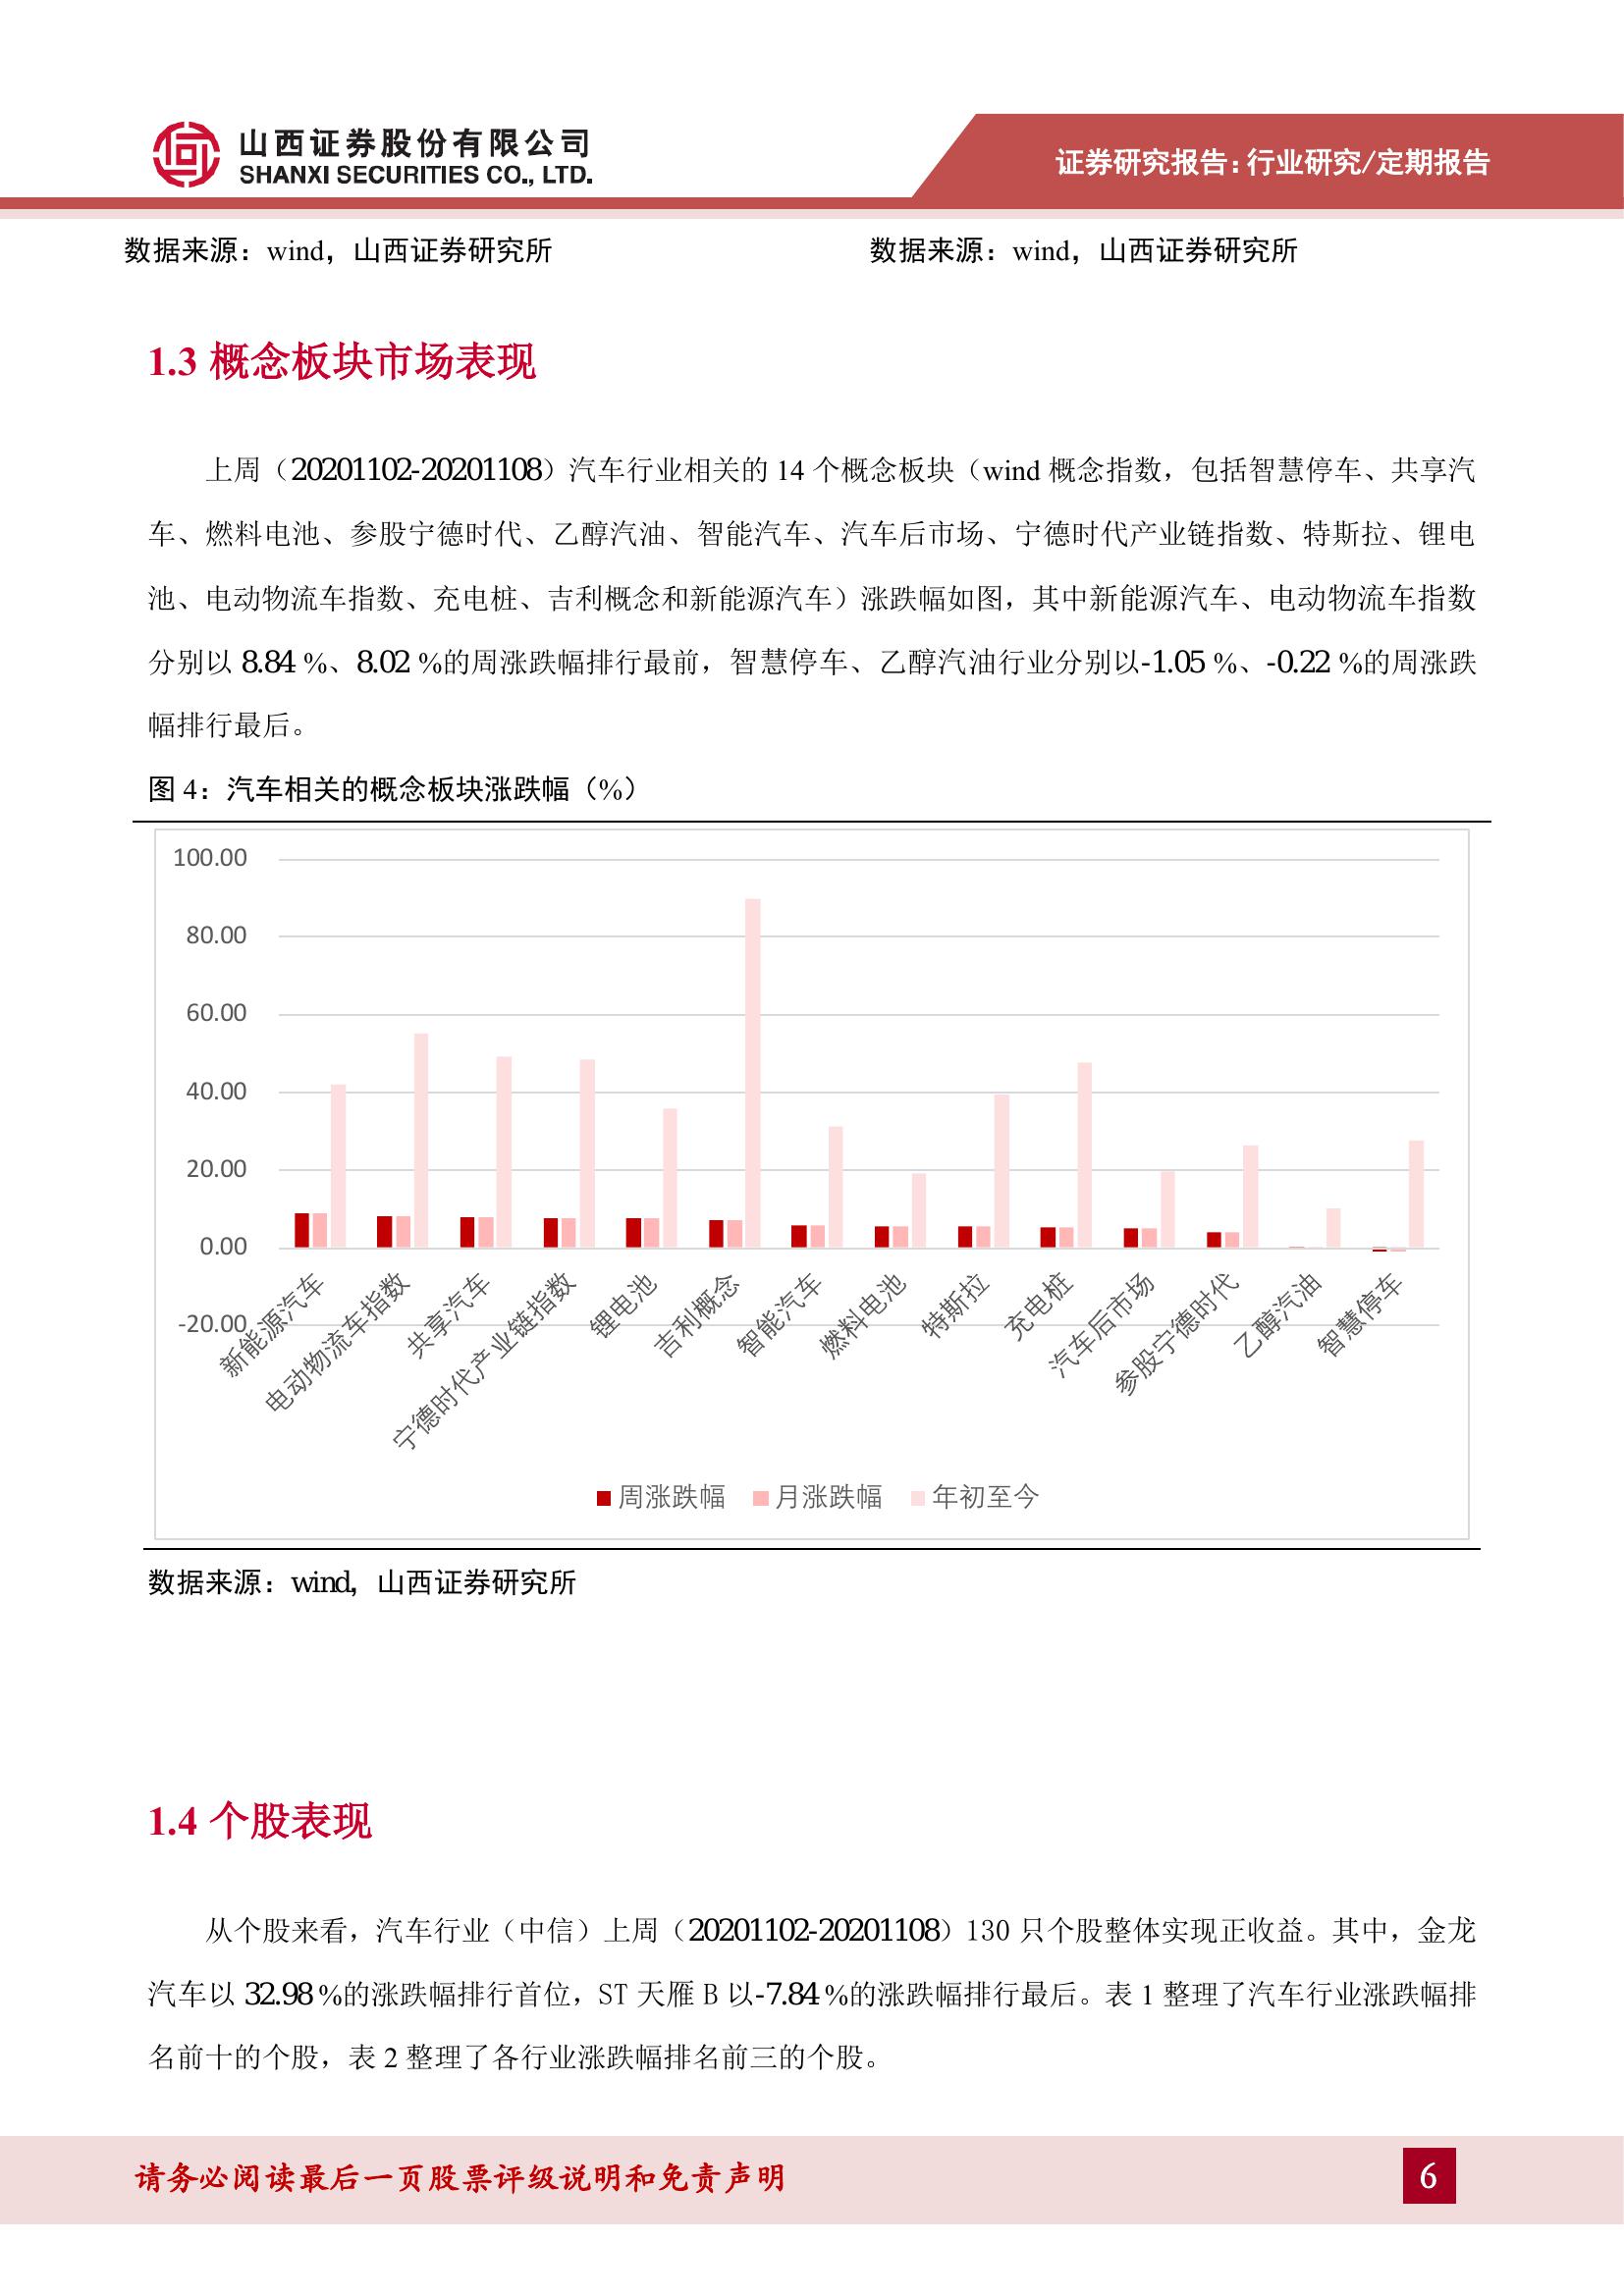 山西证券股份有限公司
SHANXI SECURITIES CO., LTD.
证券研究报告：行业研究/定期报告
数据来源：wind，山西证券研究所
数据来源：wind，山西证券研究所
1.3 概念板块市场表现
上周（20201102-20201108）汽车行业相关的 14 个概念板块（wind 概念指数，包括智慧停车、共享汽
车、燃料电池、参股宁德时代、乙醇汽油、智能汽车、汽车后市场、宁德时代产业链指数、特斯拉、锂电
池、电动物流车指数、充电桩、吉利概念和新能源汽车）涨跌幅如图，其中新能源汽车、电动物流车指数
分别以 8.84 %、8.02 %的周涨跌幅排行最前，智慧停车、乙醇汽油行业分别以-1.05 %、-0.22 %的周涨跌
幅排行最后。
图 4：汽车相关的概念板块涨跌幅（%）
100.00
80.00
60.00
40.00
20.00
0.00
-20.00
新能源汽车
电动物流车指数
共享汽车
宁德时代产业链指数
锂电池
吉利概念
智能汽车
燃料电池
特斯拉
充电桩
汽车后市场
参股宁德时代
乙醇汽油
智慧停车
周涨跌幅 月涨跌幅 年初至今
数据来源：wind，山西证券研究所
1.4 个股表现
从个股来看，汽车行业（中信）上周（20201102-20201108）130 只个股整体实现正收益。其中，金龙
汽车以 32.98 %的涨跌幅排行首位，ST 天雁 B 以-7.84 %的涨跌幅排行最后。表 1 整理了汽车行业涨跌幅排
名前十的个股，表 2 整理了各行业涨跌幅排名前三的个股。
请务必阅读最后一页股票评级说明和免责声明
6